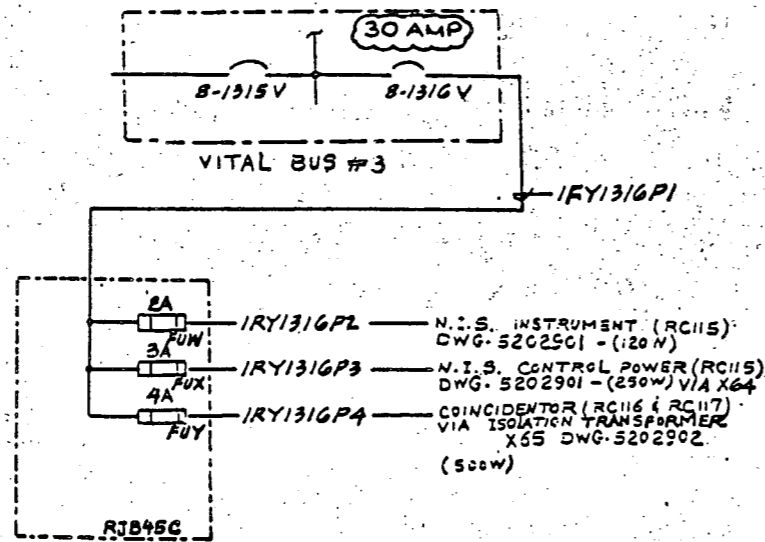 30 AMP
8-1315V
8-1316V
VITAL BUS #3
1FY1316P1
2A
FUW
1RY1316P2
N.I.S. INSTRUMENT (RC115)
DWG. 5202901 - (120 W)
3A
FUX
1RY1316P3
N.I.S. CONTROL POWER (RC115)
DWG. 5202901 - (250W) VIA X64
4A
FUY
1RY1316P4
COINCIDENTOR (RC116 & RC117)
VIA ISOLATION TRANSFORMER
X65 DWG. 5202902
(500W)
RJB45C